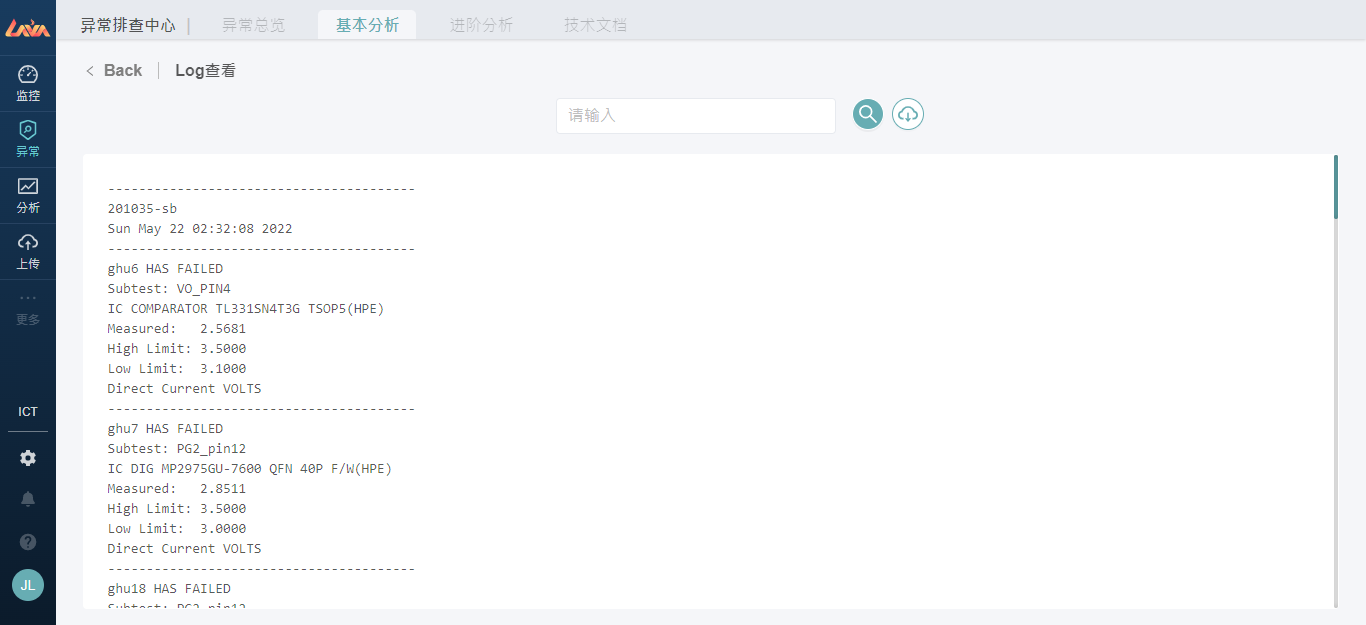 LAVA
异常排查中心 | 异常总览 基本分析 进阶分析 技术文档
< Back | Log查看
请输入
监控
异常
分析
上传
...
更多
ICT
JL
----------------------------------------
201035-sb
Sun May 22 02:32:08 2022
----------------------------------------
ghu6 HAS FAILED
Subtest: VO_PIN4
IC COMPARATOR TL331SN4T3G TSOP5(HPE)
Measured:   2.5681
High Limit: 3.5000
Low Limit:  3.1000
Direct Current VOLTS
----------------------------------------
ghu7 HAS FAILED
Subtest: PG2_pin12
IC DIG MP2975GU-7600 QFN 40P F/W(HPE)
Measured:   2.8511
High Limit: 3.5000
Low Limit:  3.0000
Direct Current VOLTS
----------------------------------------
ghu18 HAS FAILED
Subtest: PG2_pin12